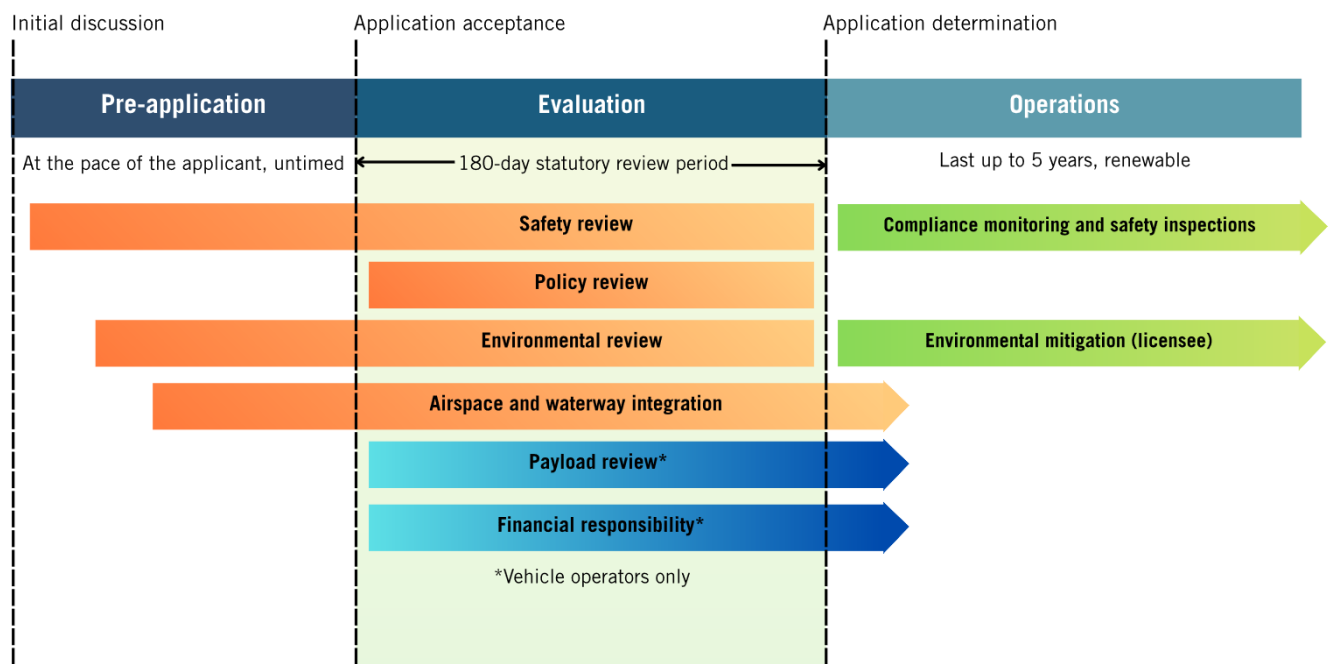 Initial discussion
Application acceptance
Application determination
Pre-application
Evaluation
Operations
At the pace of the applicant, untimed
180-day statutory review period
Last up to 5 years, renewable
Safety review
Compliance monitoring and safety inspections
Policy review
Environmental review
Environmental mitigation (licensee)
Airspace and waterway integration
Payload review*
Financial responsibility*
*Vehicle operators only